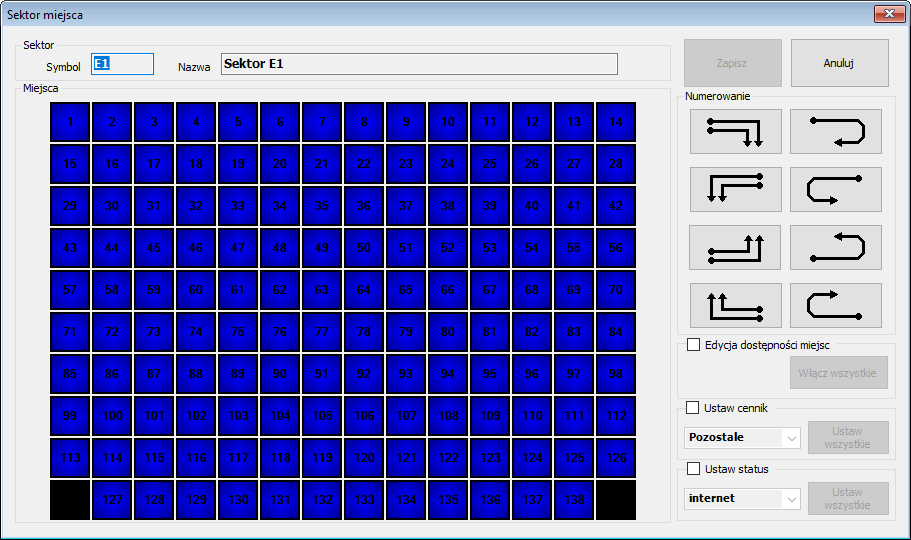 Sektor miejsca
Sektor
Symbol E1 Nazwa Sektor E1
Zapisz Anuluj
Miejsca
1 2 3 4 5 6 7 8 9 10 11 12 13 14
15 16 17 18 19 20 21 22 23 24 25 26 27 28
29 30 31 32 33 34 35 36 37 38 39 40 41 42
43 44 45 46 47 48 49 50 51 52 53 54 55 56
57 58 59 60 61 62 63 64 65 66 67 68 69 70
71 72 73 74 75 76 77 78 79 80 81 82 83 84
85 86 87 88 89 90 91 92 93 94 95 96 97 98
99 100 101 102 103 104 105 106 107 108 109 110 111 112
113 114 115 116 117 118 119 120 121 122 123 124 125 126
127 128 129 130 131 132 133 134 135 136 137 138
Numerowanie
Edycja dostępności miejsc
Włącz wszystkie
Ustaw cennik
Pozostale
Ustaw
wszystkie
Ustaw status
internet
Ustaw
wszystkie